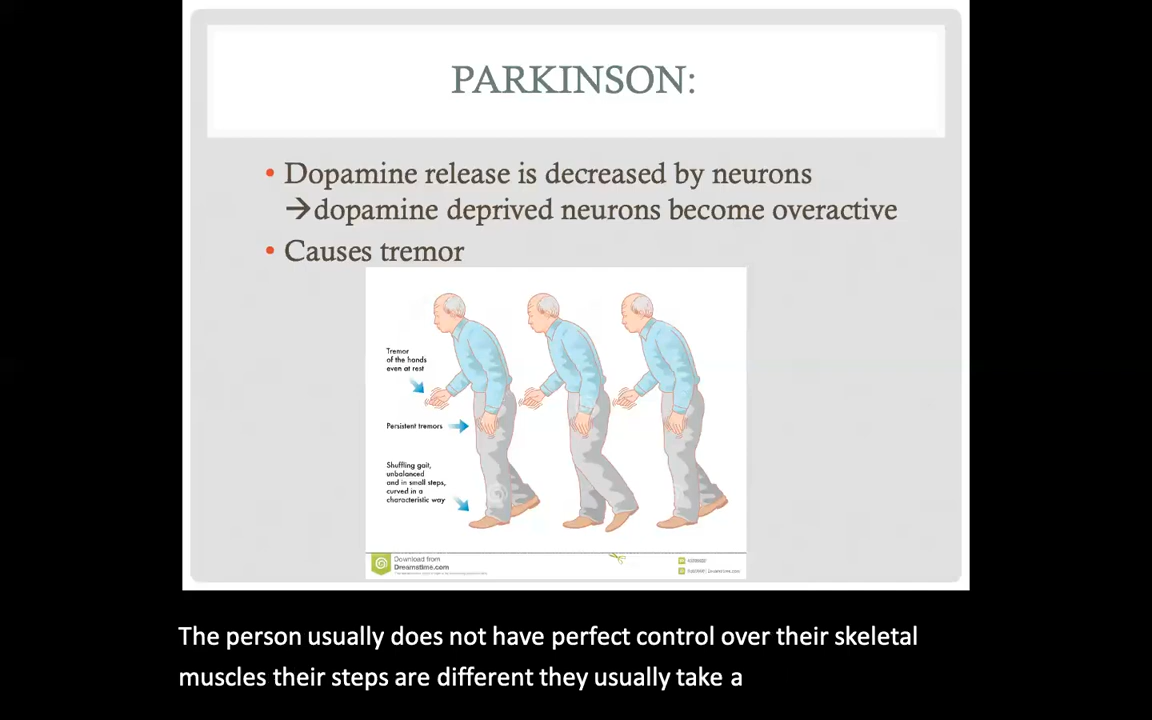 PARKINSON:
• Dopamine release is decreased by neurons
→dopamine deprived neurons become overactive
• Causes tremor
Tremor
of the hands
even at rest
Persistent tremors
Shuffling gait,
unbalanced
and in small steps,
curved in a
characteristic way
Download from
Dreamstime.com
The person usually does not have perfect control over their skeletal
muscles their steps are different they usually take a